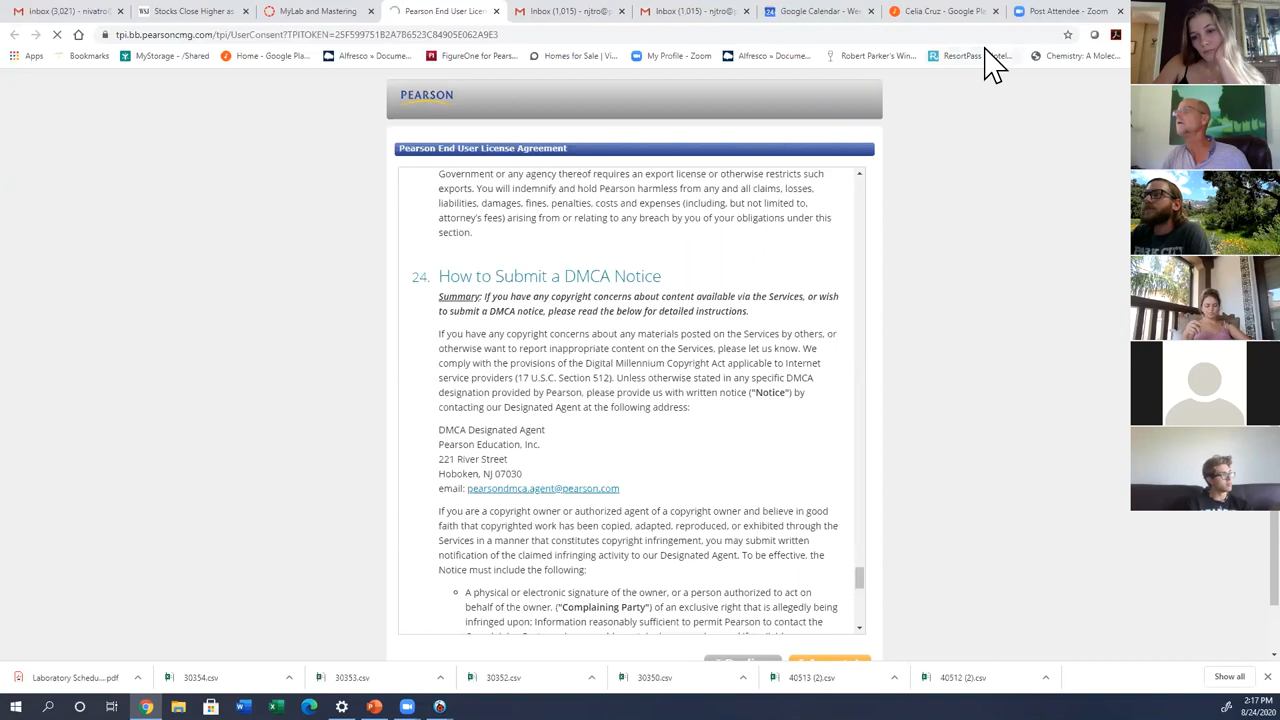 Inbox (3,021) - nivatro@
Stocks Close Higher as
MyLab and Mastering
Pearson End User Licen
Inbox (1,015) - njtro@p
Inbox (1,015) - njtro@p
Google Calendar - Wee
Celia Cruz - Google Pla
Post Attendee - Zoom
tpi.bb.pearsoncmg.com/tpi/UserConsent?TPITOKEN=25F599751B2A7B6523C84905E062A9E3
Apps
Bookmarks
MyStorage - /Shared
Home - Google Pla...
Alfresco » Docume...
FigureOne for Pears...
Homes for Sale | Vi...
My Profile - Zoom
Alfresco » Docume...
Robert Parker's Win...
ResortPass
Chemistry: A Molec...
PEARSON
Pearson End User License Agreement
Government or any agency thereof requires an export license or otherwise restricts such
exports. You will indemnify and hold Pearson harmless from any and all claims, losses,
liabilities, damages, fines, penalties, costs and expenses (including, but not limited to,
attorney's fees) arising from or relating to any breach by you of your obligations under this
section.
24. How to Submit a DMCA Notice
Summary: If you have any copyright concerns about content available via the Services, or wish
to submit a DMCA notice, please read the below for detailed instructions.
If you have any copyright concerns about any materials posted on the Services by others, or
otherwise want to report inappropriate content on the Services, please let us know. We
comply with the provisions of the Digital Millennium Copyright Act applicable to Internet
service providers (17 U.S.C. Section 512). Unless otherwise stated in any specific DMCA
designation provided by Pearson, please provide us with written notice ("Notice") by
contacting our Designated Agent at the following address:
DMCA Designated Agent
Pearson Education, Inc.
221 River Street
Hoboken, NJ 07030
email: pearsondmca.agent@pearson.com
If you are a copyright owner or authorized agent of a copyright owner and believe in good
faith that copyrighted work has been copied, adapted, reproduced, or exhibited through the
Services in a manner that constitutes copyright infringement, you may submit written
notification of the claimed infringing activity to our Designated Agent. To be effective, the
Notice must include the following:
A physical or electronic signature of the owner, or a person authorized to act on
behalf of the owner. ("Complaining Party") of an exclusive right that is allegedly being
infringed upon; Information reasonably sufficient to permit Pearson to contact the
Laboratory Schedu....pdf
30354.csv
30353.csv
30352.csv
30350.csv
40513 (2).csv
40512 (2).csv
Show all
2:17 PM
8/24/2020